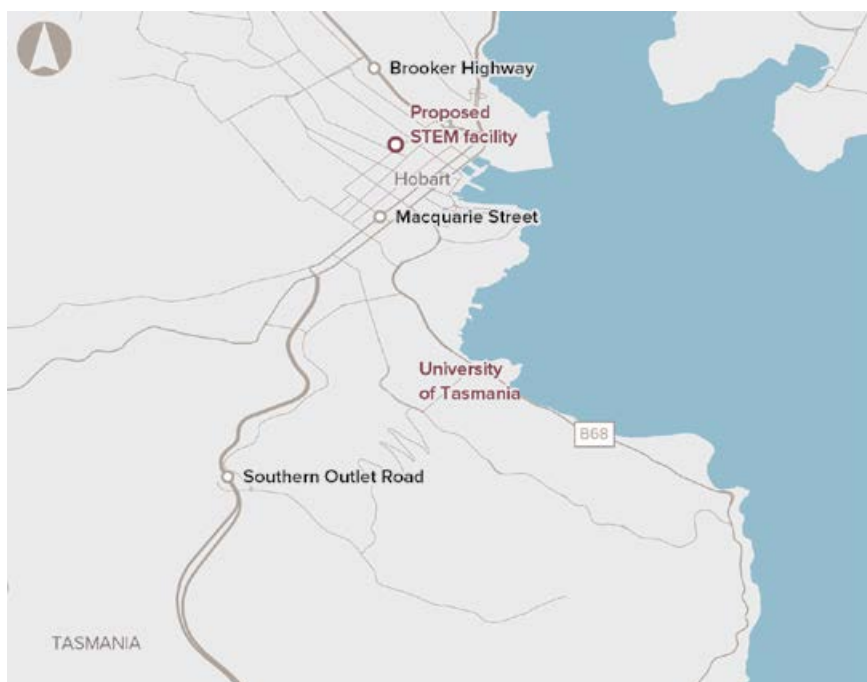 Brooker Highway
Proposed
STEM facility
Hobart
Macquarie Street
University
of Tasmania
B68
Southern Outlet Road
TASMANIA